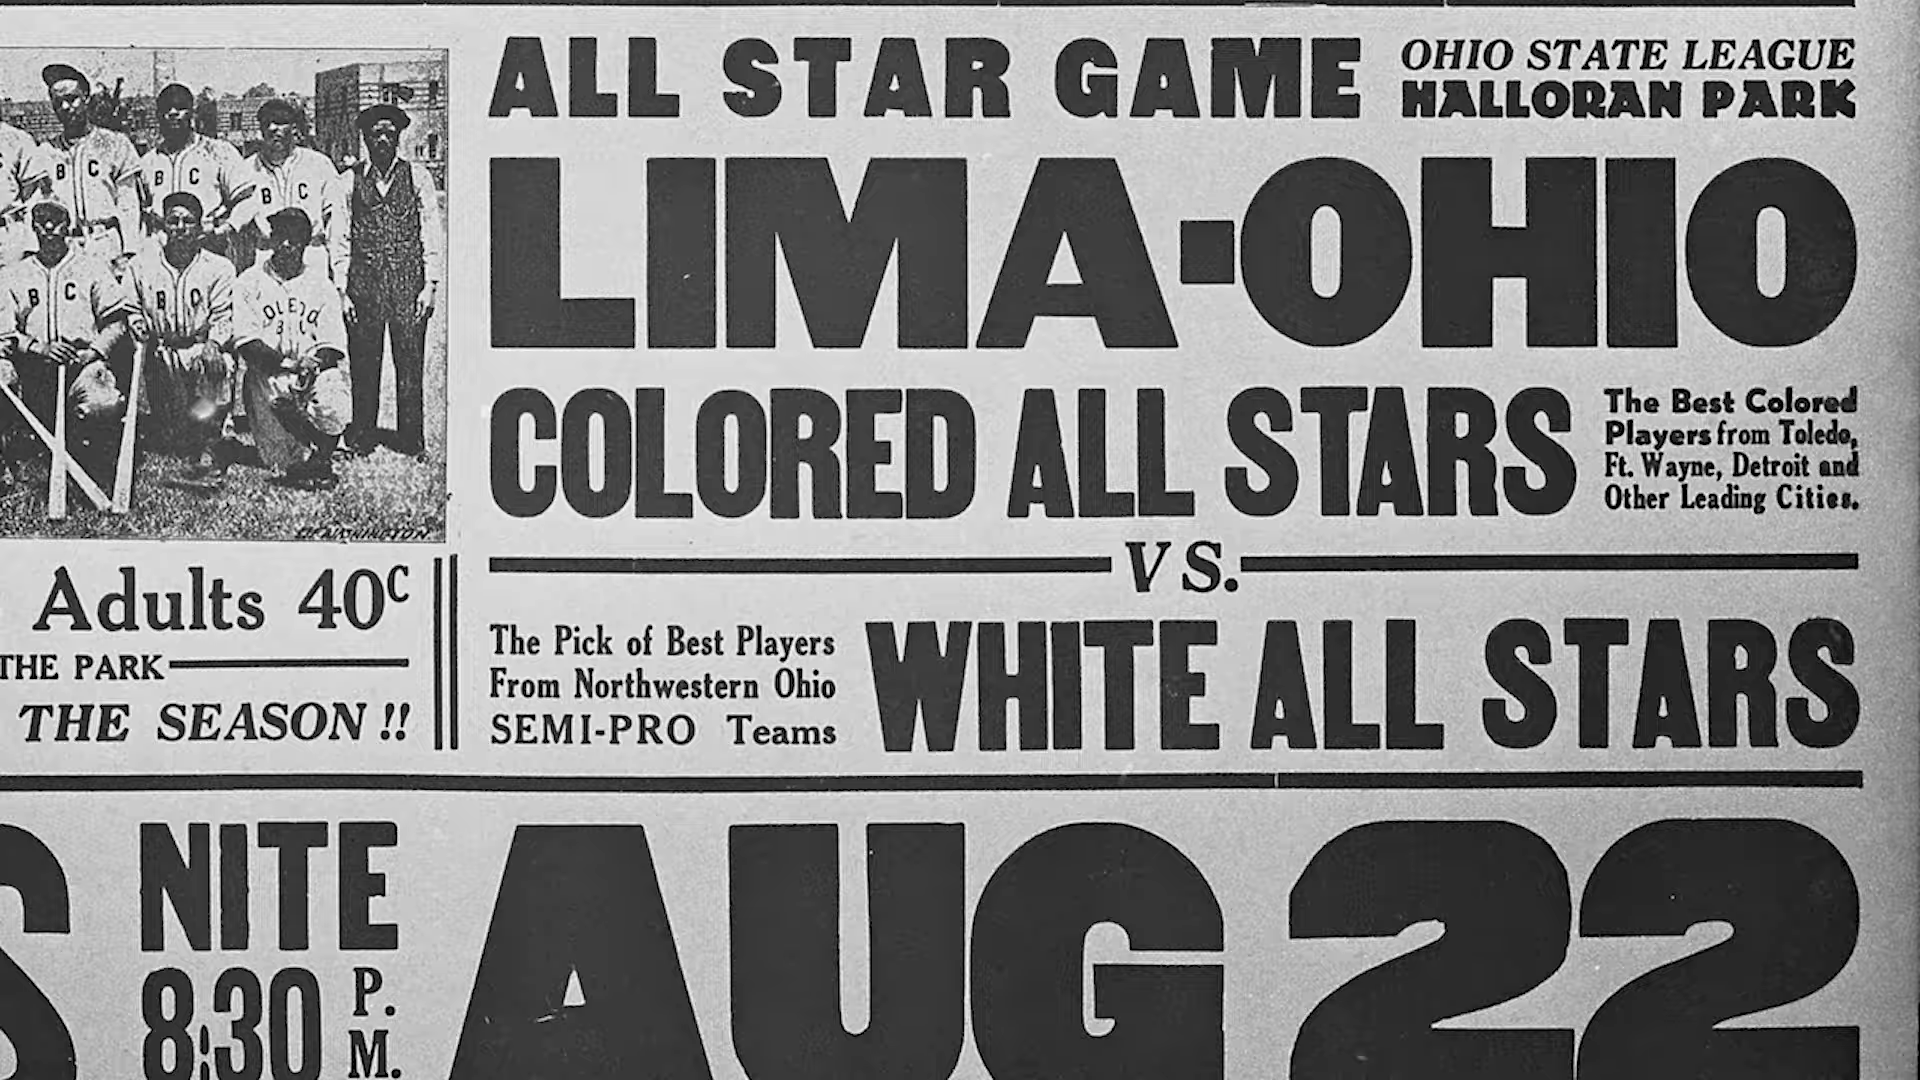 ALL STAR GAME
OHIO STATE LEAGUE
HALLORAN PARK
LIMA-OHIO
COLORED ALL STARS
The Best Colored
Players from Toledo,
Ft. Wayne, Detroit and
Other Leading Cities.
VS.
The Pick of Best Players
From Northwestern Ohio
SEMI-PRO Teams
WHITE ALL STARS
B C
B C
B C
B C
B C
TOLEDO
B C
Adults 40c
THE PARK
THE SEASON!!
S
NITE
8:30 P. M.
AUG 22